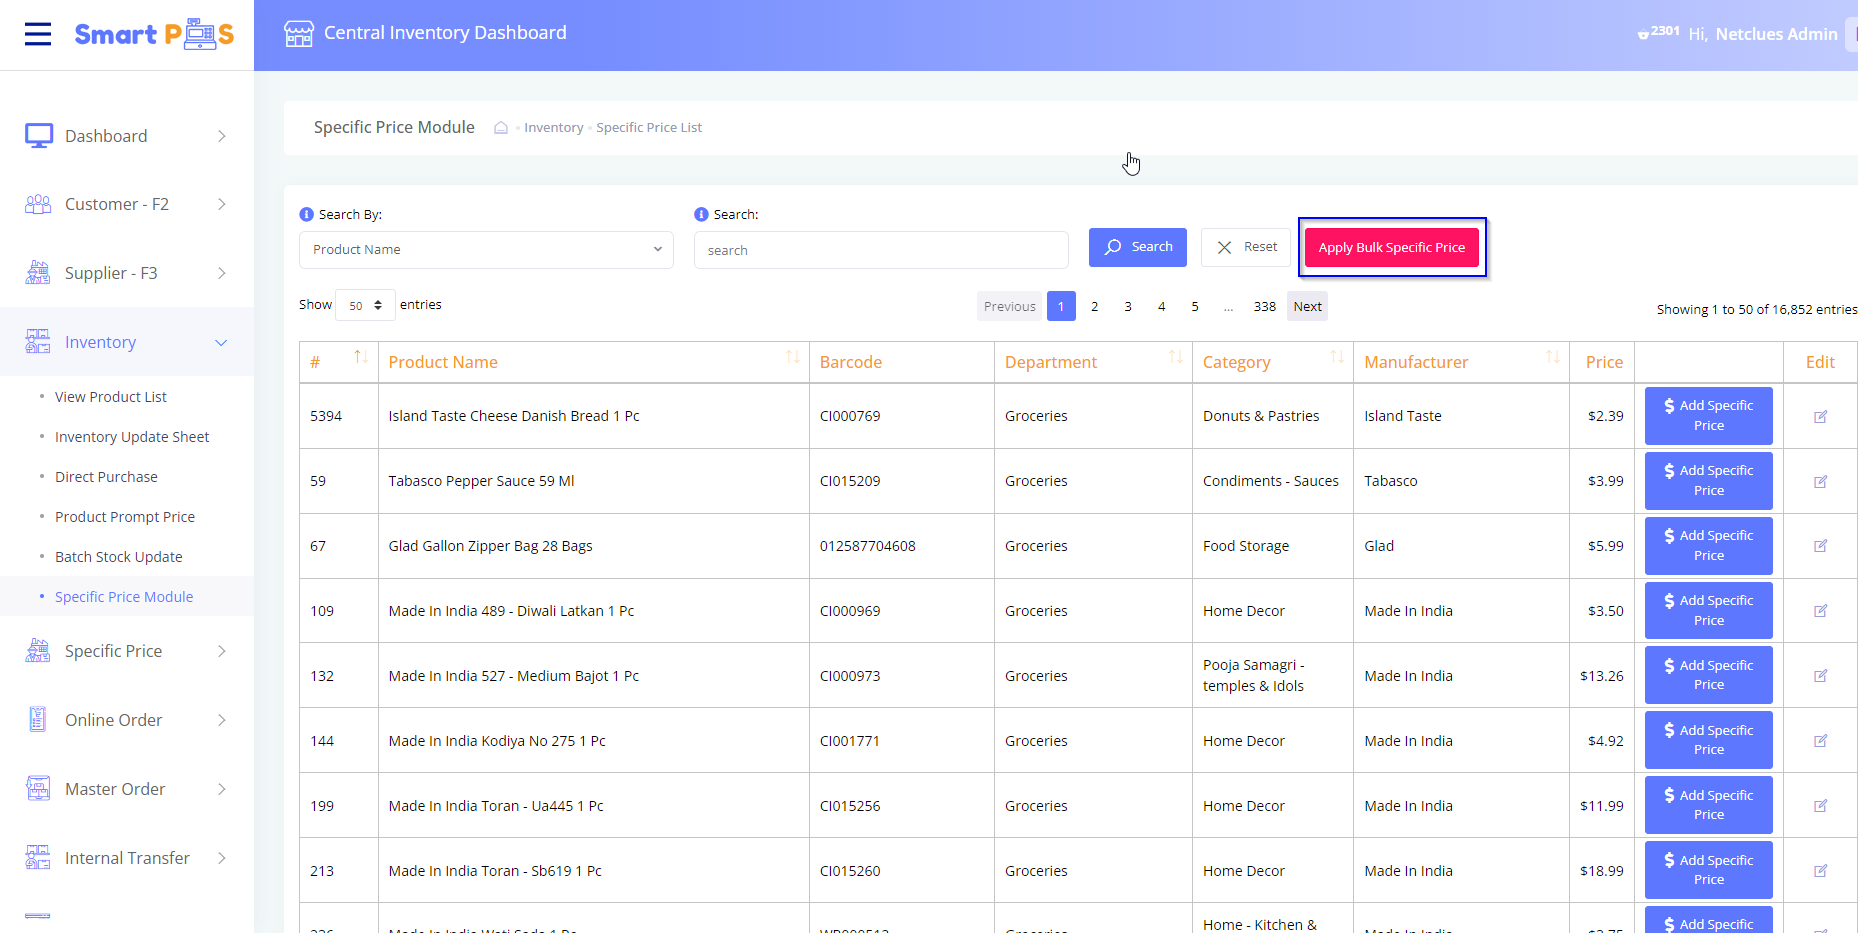 Smart POS
Central Inventory Dashboard
2301 Hi, Netclues Admin
Dashboard
Customer - F2
Supplier - F3
Inventory
View Product List
Inventory Update Sheet
Direct Purchase
Product Prompt Price
Batch Stock Update
Specific Price Module
Specific Price
Online Order
Master Order
Internal Transfer
Specific Price Module Inventory Specific Price List
Search By: Search:
Product Name search Search Reset Apply Bulk Specific Price
Show 50 entries Previous 1 2 3 4 5 ... 338 Next Showing 1 to 50 of 16,852 entries
# Product Name Barcode Department Category Manufacturer Price Edit
5394 Island Taste Cheese Danish Bread 1 Pc CI000769 Groceries Donuts & Pastries Island Taste $2.39 $ Add Specific
Price
59 Tabasco Pepper Sauce 59 Ml CI015209 Groceries Condiments - Sauces Tabasco $3.99 $ Add Specific
Price
67 Glad Gallon Zipper Bag 28 Bags 012587704608 Groceries Food Storage Glad $5.99 $ Add Specific
Price
109 Made In India 489 - Diwali Latkan 1 Pc CI000969 Groceries Home Decor Made In India $3.50 $ Add Specific
Price
132 Made In India 527 - Medium Bajot 1 Pc CI000973 Groceries Pooja Samagri - Made In India $13.26 $ Add Specific
temples & Idols Price
144 Made In India Kodiya No 275 1 Pc CI001771 Groceries Home Decor Made In India $4.92 $ Add Specific
Price
199 Made In India Toran - Ua445 1 Pc CI015256 Groceries Home Decor Made In India $11.99 $ Add Specific
Price
213 Made In India Toran - Sb619 1 Pc CI015260 Groceries Home Decor Made In India $18.99 $ Add Specific
Price
Home - Kitchen & $ Add Specific
Made In India Groceries Made In India